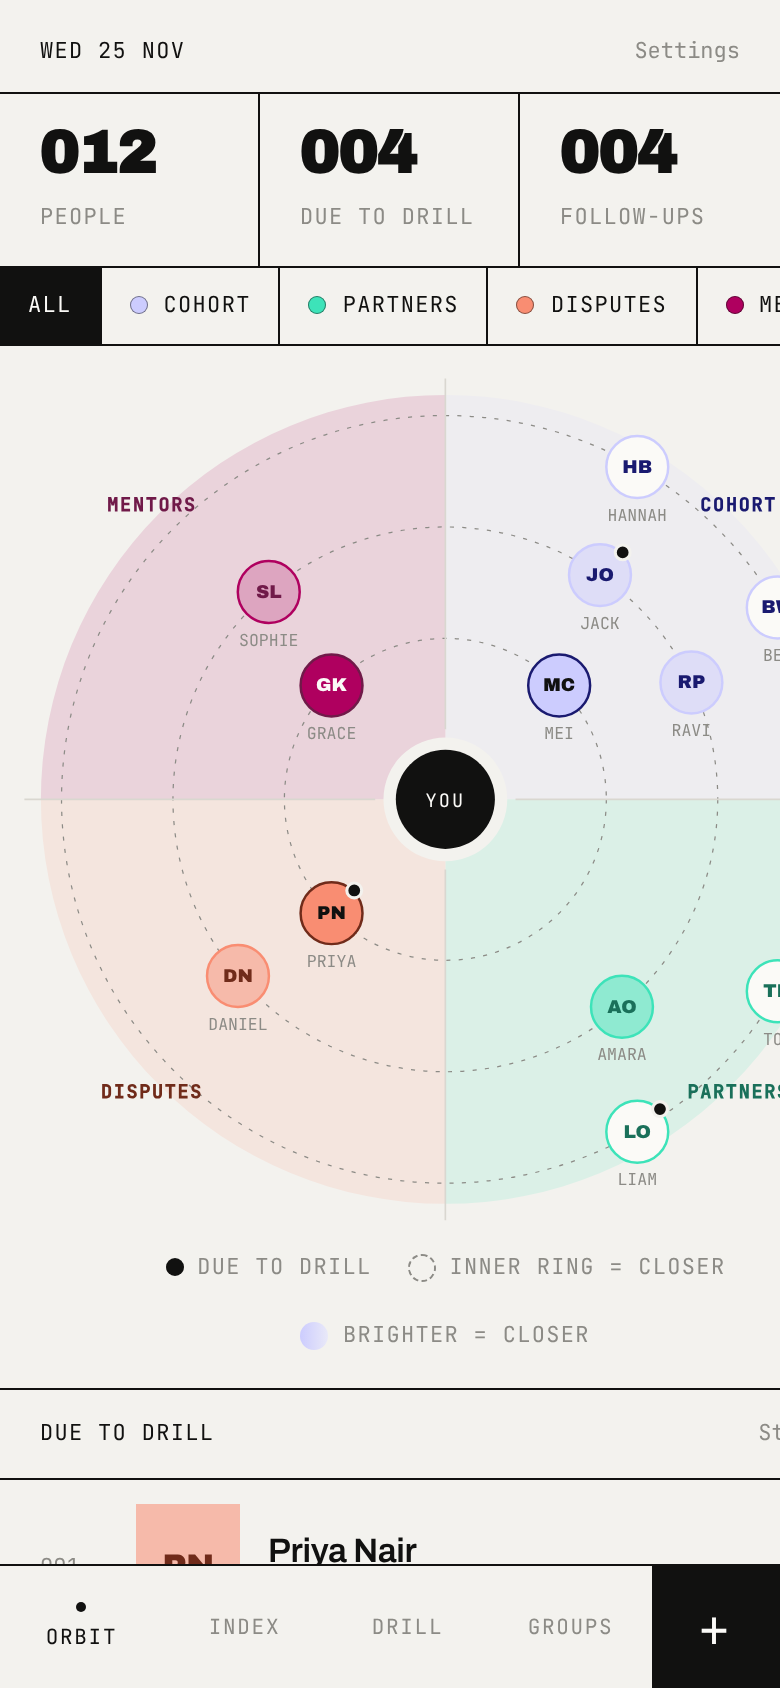 WED 25 NOV
Settings
012
004
004
PEOPLE
DUE TO DRILL
FOLLOW-UPS
ALL
COHORT
PARTNERS
DISPUTES
HB
MENTORS
COHORT
HANNAH
JO
SL
JACK
SOPHIE
GK
MC
RP
GRACE
MEI
RAVI
YOU
PN
PRIYA
DN
AO
DANIEL
AMARA
DISPUTES
PARTNERS
LO
LIAM
DUE TO DRILL
INNER RING = CLOSER
BRIGHTER = CLOSER
DUE TO DRILL
001
PN
Priya Nair
ORBIT
INDEX
DRILL
GROUPS
+